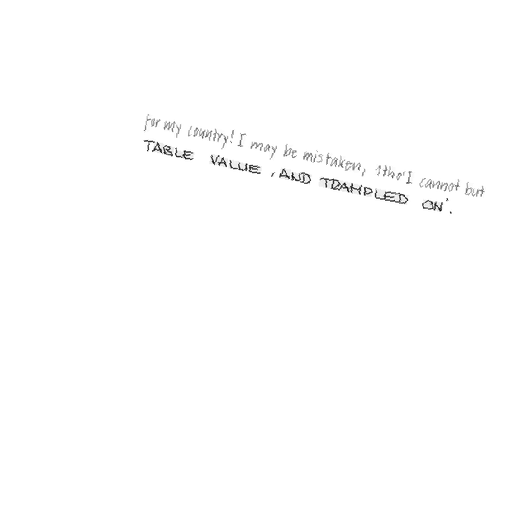 for my country! I may be mistaken, tho' I cannot but
TABLE VALUE, AND TRAMPLED ON.